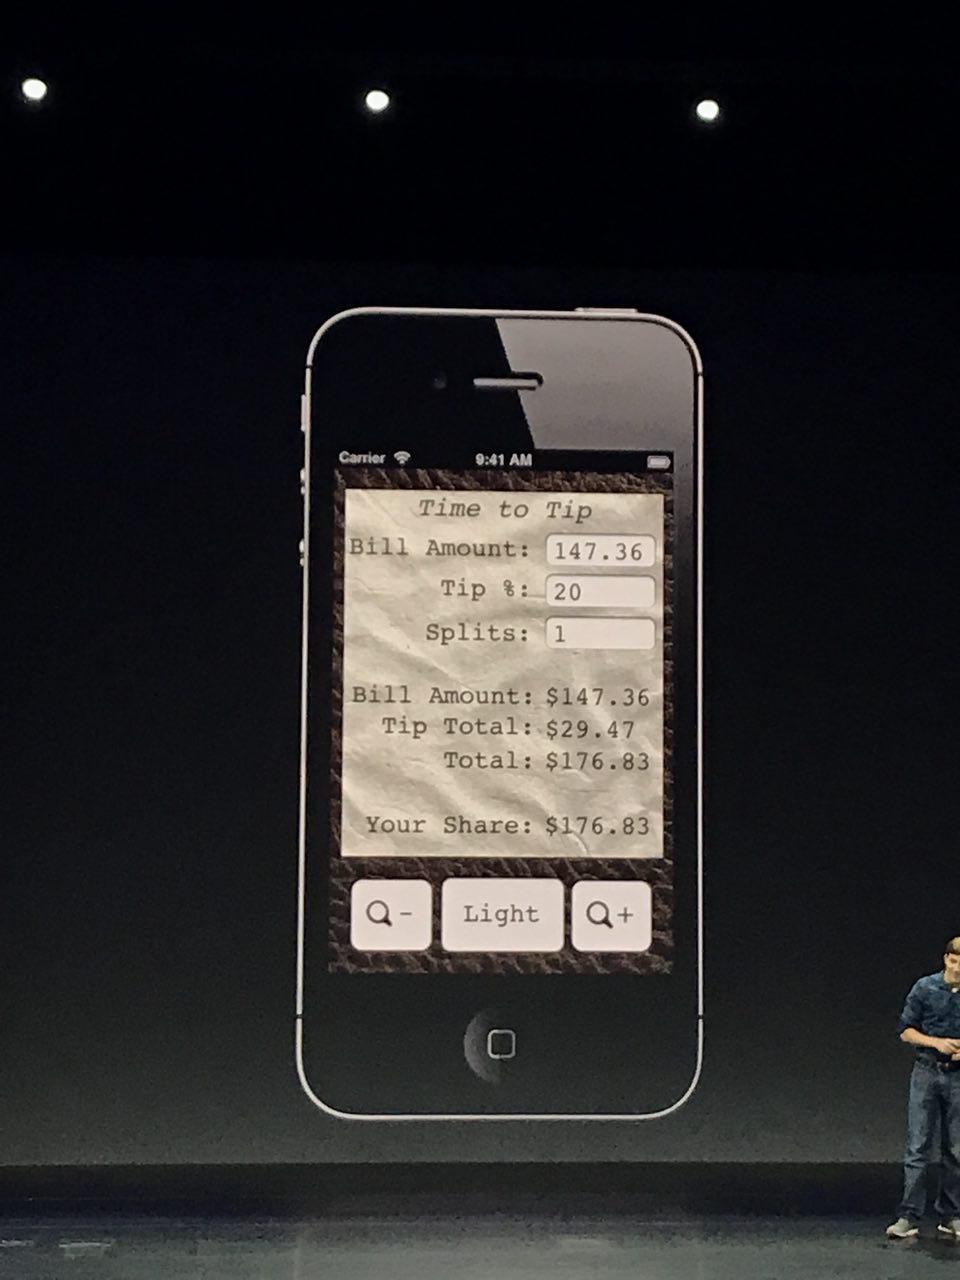 Carrier 9:41 AM
Time to Tip
Bill Amount: 147.36
Tip %: 20
Splits: 1
Bill Amount: $147.36
Tip Total: $29.47
Total: $176.83
Your Share: $176.83
- Light +